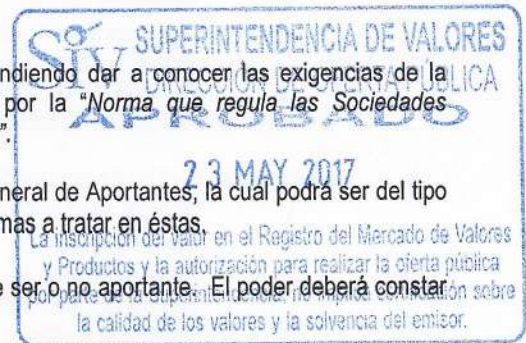 SIV SUPERINTENDENCIA DE VALORES
DIRECCION DE OFERTA PÚBLICA
ndiendo dar a conocer las exigencias de la
por la “Norma que regula las Sociedades
APROBADO
”.
23 MAY 2017
neral de Aportantes, la cual podrá ser del tipo
mas a tratar en éstas.
La inscripción del valor en el Registro del Mercado de Valores
y Productos y la autorización para realizar la oferta pública
e ser o no aportante. El poder deberá constar
por parte de la Superintendencia, no implica certificación sobre
la calidad de los valores y la solvencia del emisor.